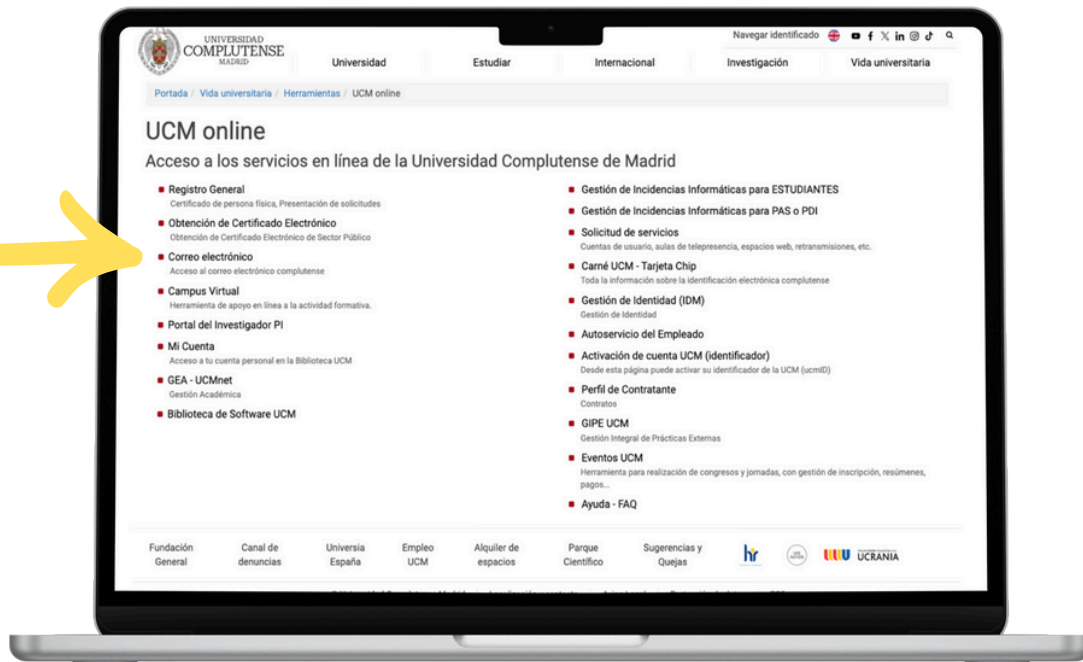 UNIVERSIDAD
COMPLUTENSE
MADRID
Navegar identificado
Universidad
Estudiar
Internacional
Investigación
Vida universitaria
Portada / Vida universitaria / Herramientas / UCM online
UCM online
Acceso a los servicios en línea de la Universidad Complutense de Madrid
Registro General
Certificado de persona física, Presentación de solicitudes
Obtención de Certificado Electrónico
Obtención de Certificado Electrónico de Sector Público
Correo electrónico
Acceso al correo electrónico complutense
Campus Virtual
Herramienta de apoyo en línea a la actividad formativa.
Portal del Investigador PI
Mi Cuenta
Acceso a tu cuenta personal en la Biblioteca UCM
GEA - UCMnet
Gestión Académica
Biblioteca de Software UCM
Gestión de Incidencias Informáticas para ESTUDIANTES
Gestión de Incidencias Informáticas para PAS o PDI
Solicitud de servicios
Cuentas de usuario, aulas de telepresencia, espacios web, retransmisiones, etc.
Carné UCM - Tarjeta Chip
Toda la información sobre la identificación electrónica complutense
Gestión de Identidad (IDM)
Gestión de Identidad
Autoservicio del Empleado
Activación de cuenta UCM (identificador)
Desde esta página puede activar su identificador de la UCM (ucmID)
Perfil de Contratante
Contratos
GIPE UCM
Gestión Integral de Prácticas Externas
Eventos UCM
Herramienta para realización de congresos y jornadas, con gestión de inscripción, resúmenes,
pagos...
Ayuda - FAQ
Fundación
General
Canal de
denuncias
Universia
España
Empleo
UCM
Alquiler de
espacios
Parque
Científico
Sugerencias y
Quejas
hr
UCRANIA